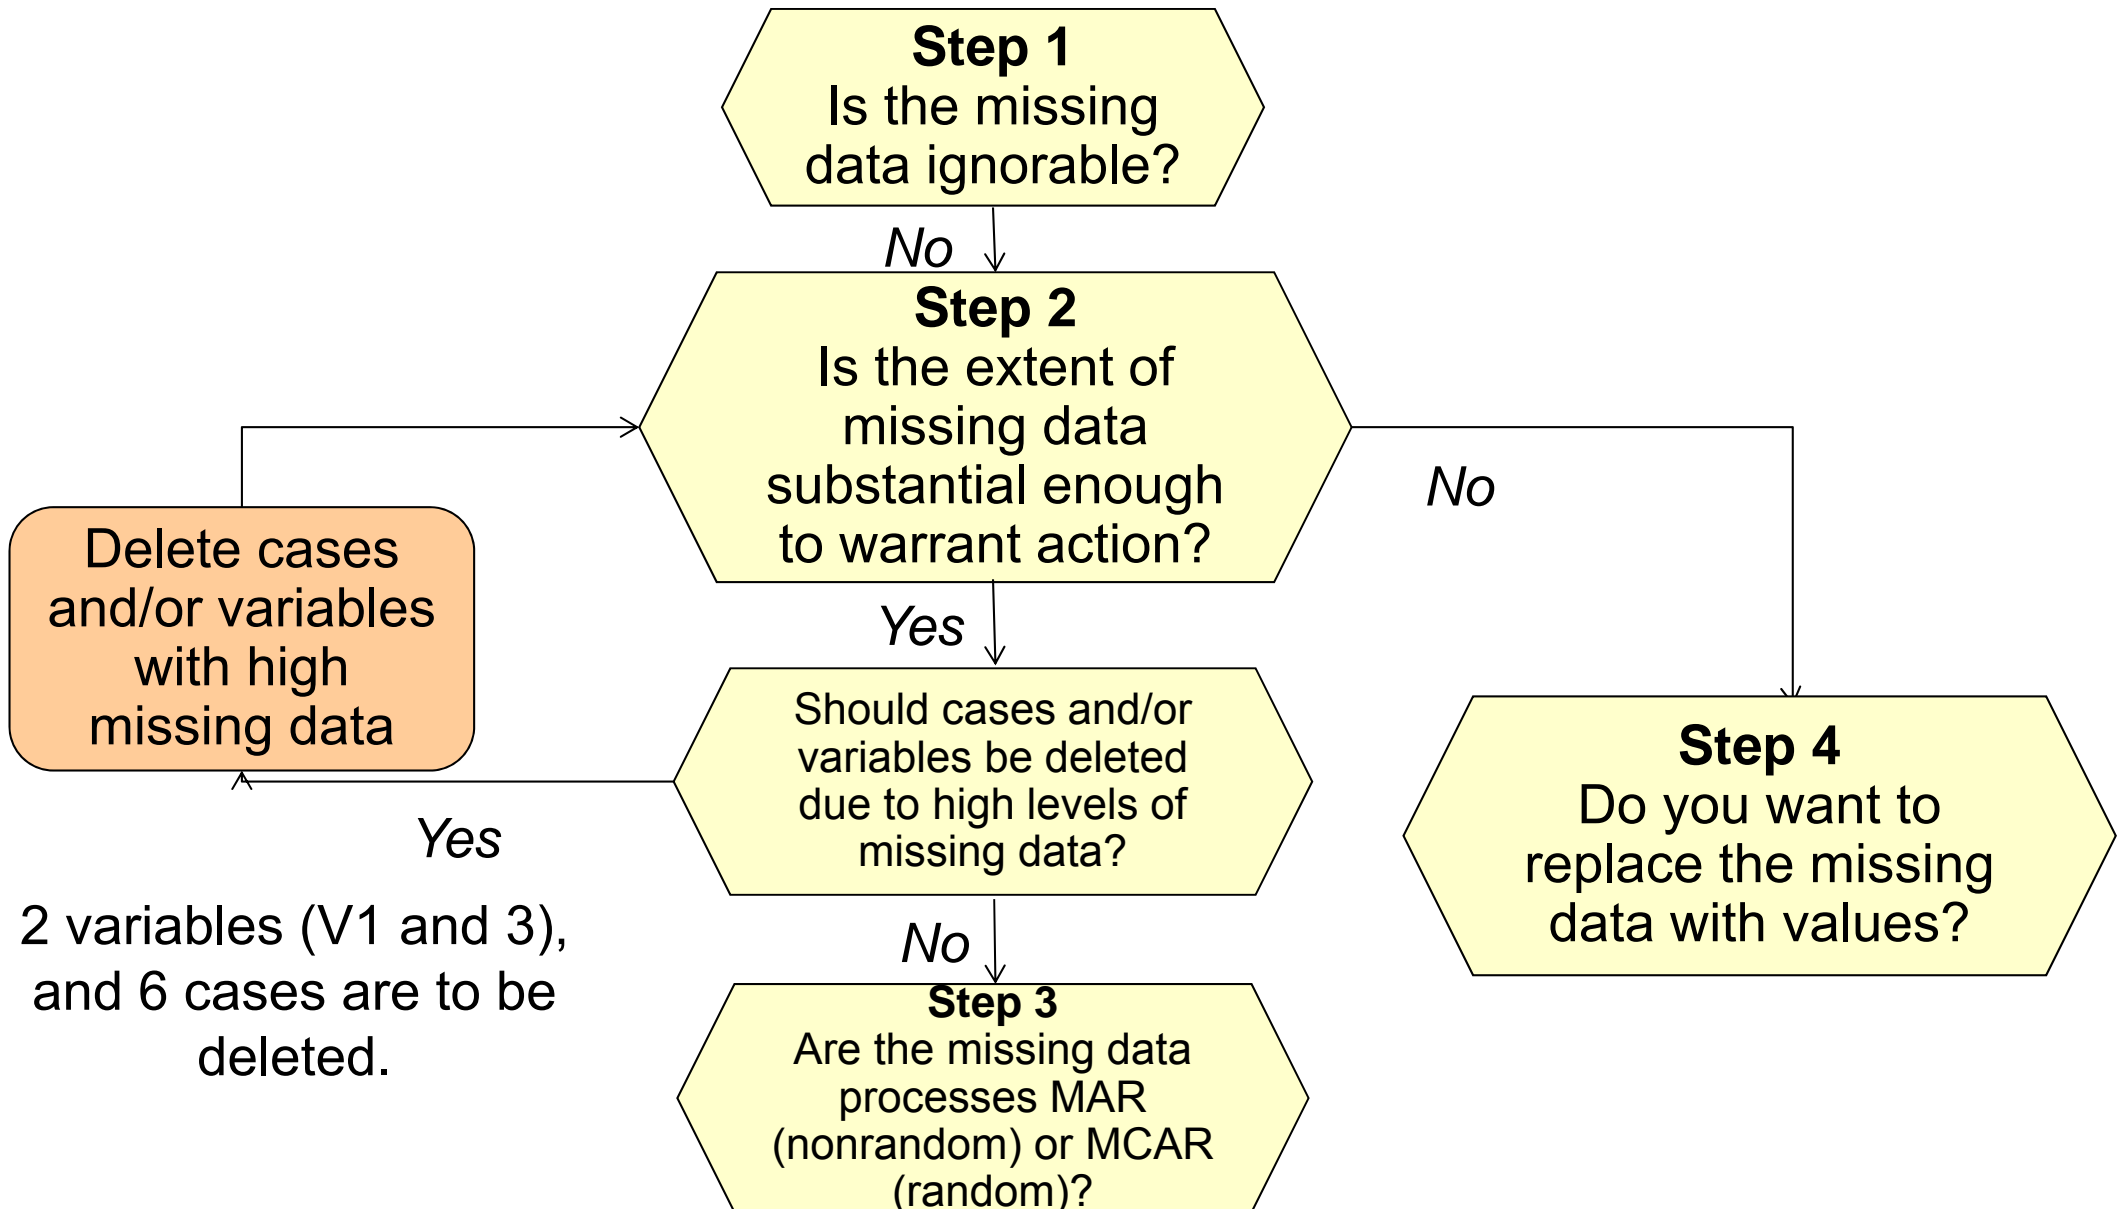 Step 1
Is the missing
data ignorable?
No
Step 2
Is the extent of
missing data
substantial enough
to warrant action?
No
Delete cases
and/or variables
with high
missing data
Yes
Should cases and/or
variables be deleted
due to high levels of
missing data?
Step 4
Do you want to
replace the missing
data with values?
Yes
2 variables (V1 and 3),
and 6 cases are to be
deleted.
No
Step 3
Are the missing data
processes MAR
(nonrandom) or MCAR
(random)?